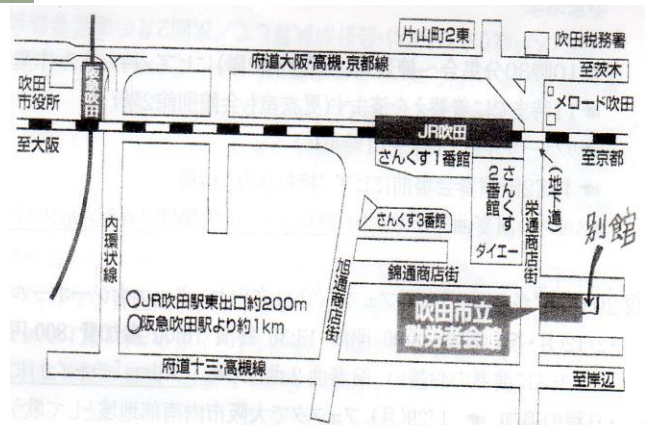 片山町2東
吹田税務署
府道大阪・高槻・京都線
至茨木
吹田
市役所
阪急吹田
メロード吹田
JR吹田
至大阪
さんくす1番館
至京都
(地下道)
さんくす
2番館
栄通商店街
別館
さんくす3番館
ダイエー
内環状線
旭通商店街
錦通商店街
○JR吹田駅東出口約200m
○阪急吹田駅より約1km
吹田市立
勤労者会館
府道十三・高槻線
至岸辺